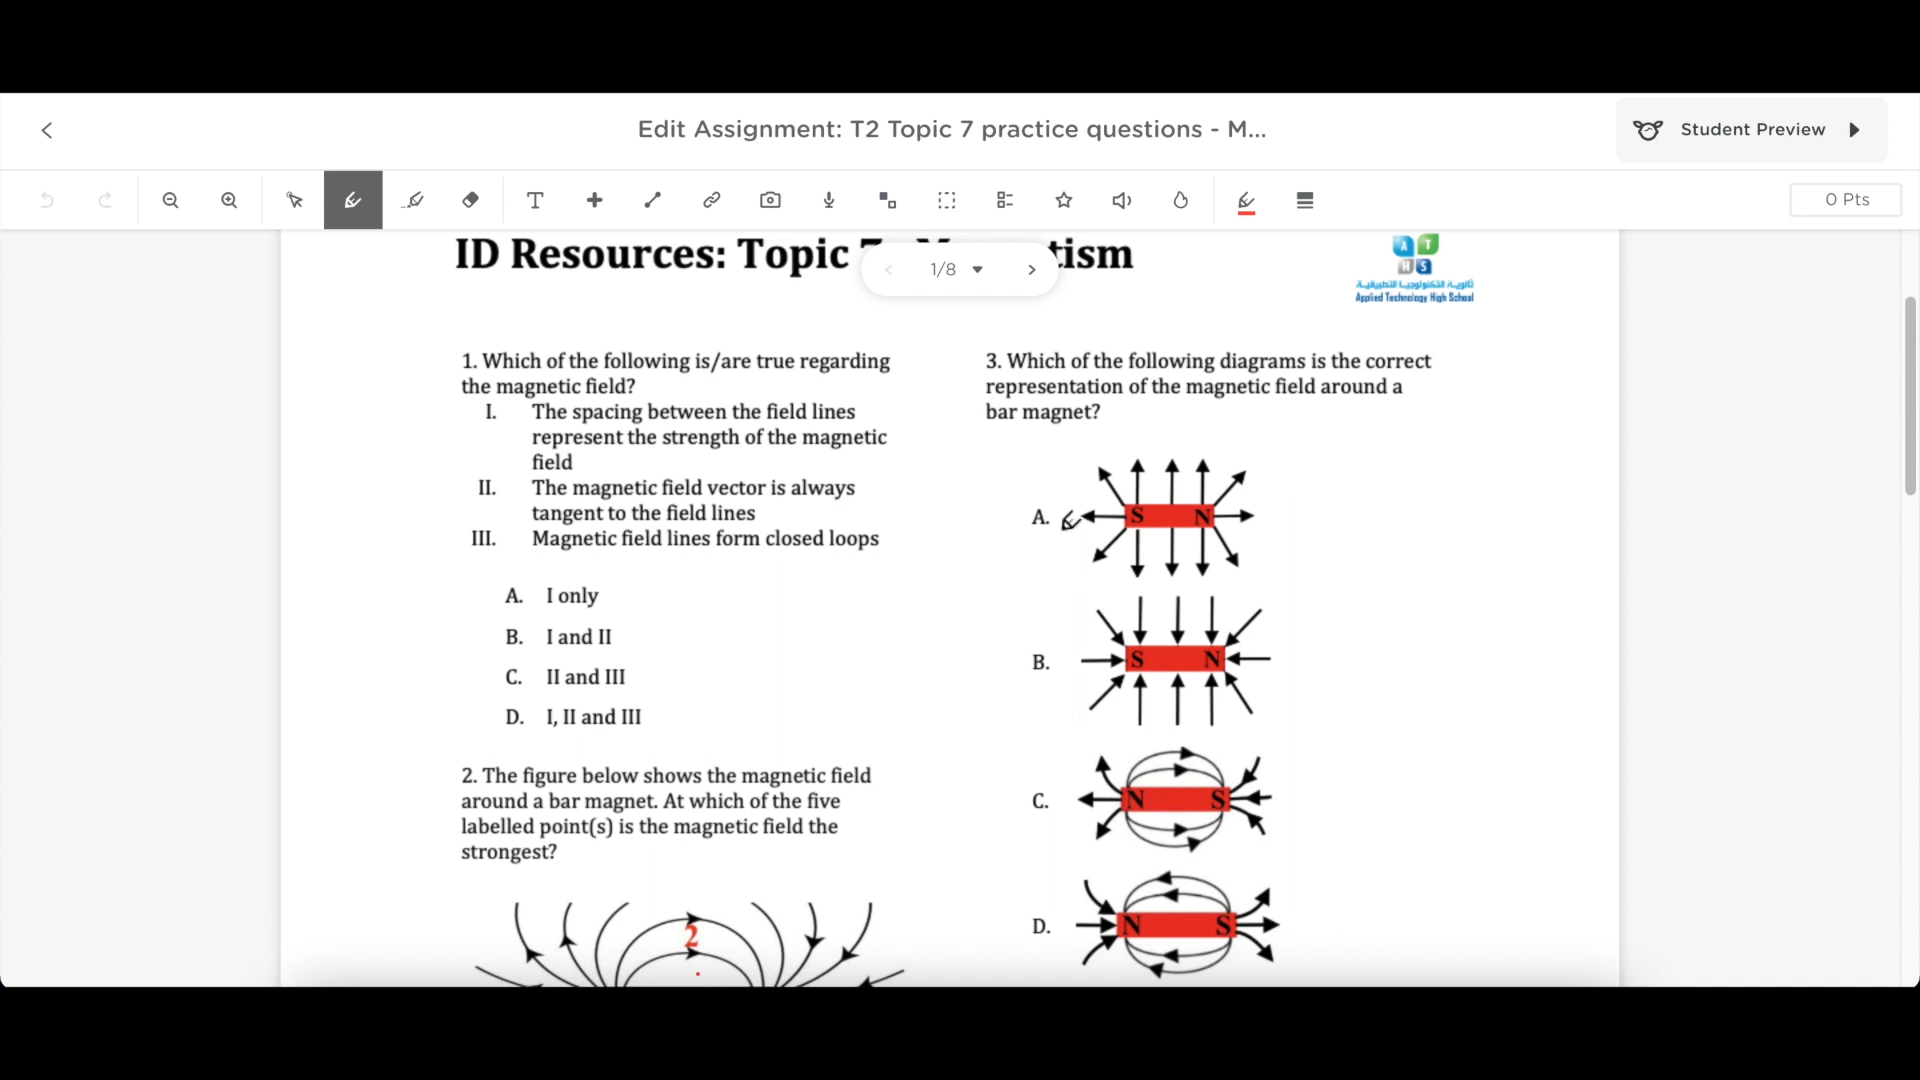 Edit Assignment: T2 Topic 7 practice questions - M...
Student Preview
0 Pts
ID Resources: Topic
tism
1/8
A T
H S
ثانوية التكنولوجيا التطبيقية
Applied Technology High School
1. Which of the following is/are true regarding
the magnetic field?
I. The spacing between the field lines
represent the strength of the magnetic
field
II. The magnetic field vector is always
tangent to the field lines
III. Magnetic field lines form closed loops
A. I only
B. I and II
C. II and III
D. I, II and III
2. The figure below shows the magnetic field
around a bar magnet. At which of the five
labelled point(s) is the magnetic field the
strongest?
2
3. Which of the following diagrams is the correct
representation of the magnetic field around a
bar magnet?
A. S N
B. S N
C. N S
D. N S